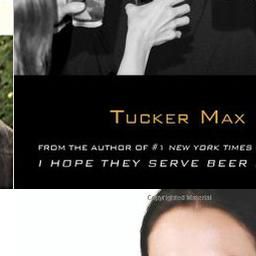 TUCKER MAX
FROM THE AUTHOR OF #1 NEW YORK TIMES
I HOPE THEY SERVE BEER
Copyrighted Material